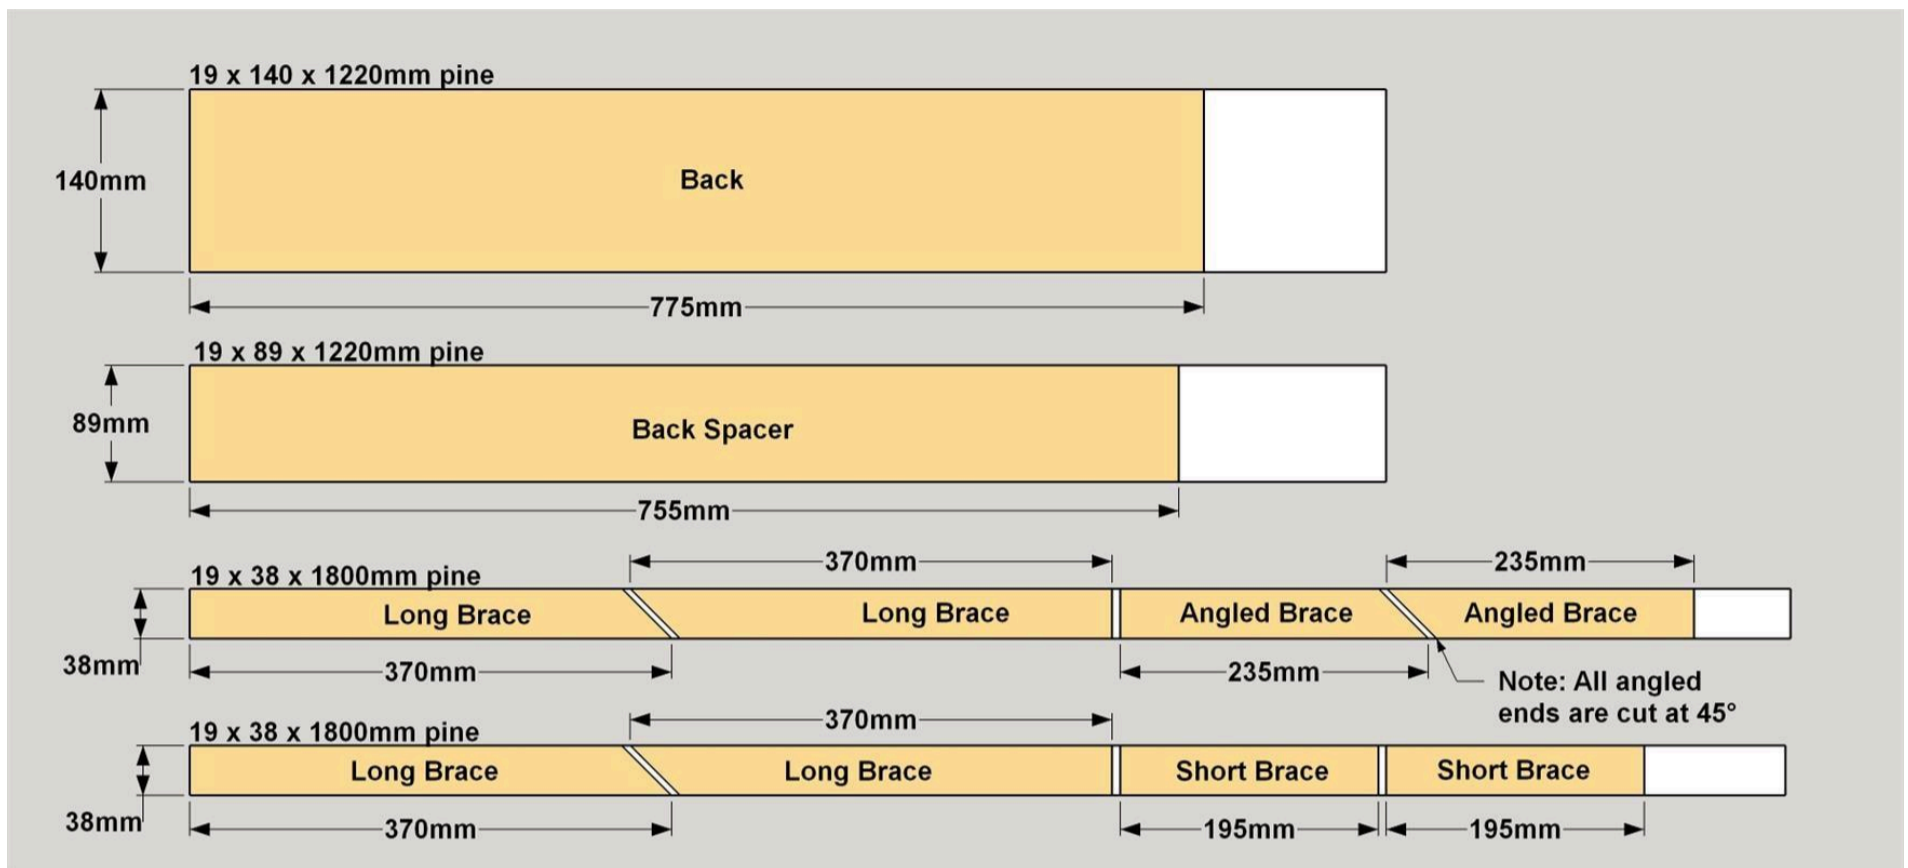 19 x 140 x 1220mm pine
140mm
Back
775mm
19 x 89 x 1220mm pine
89mm
Back Spacer
755mm
370mm
235mm
19 x 38 x 1800mm pine
Long Brace
Long Brace
Angled Brace
Angled Brace
38mm
370mm
235mm
Note: All angled
ends are cut at 45°
370mm
19 x 38 x 1800mm pine
Long Brace
Long Brace
Short Brace
Short Brace
38mm
370mm
195mm
195mm